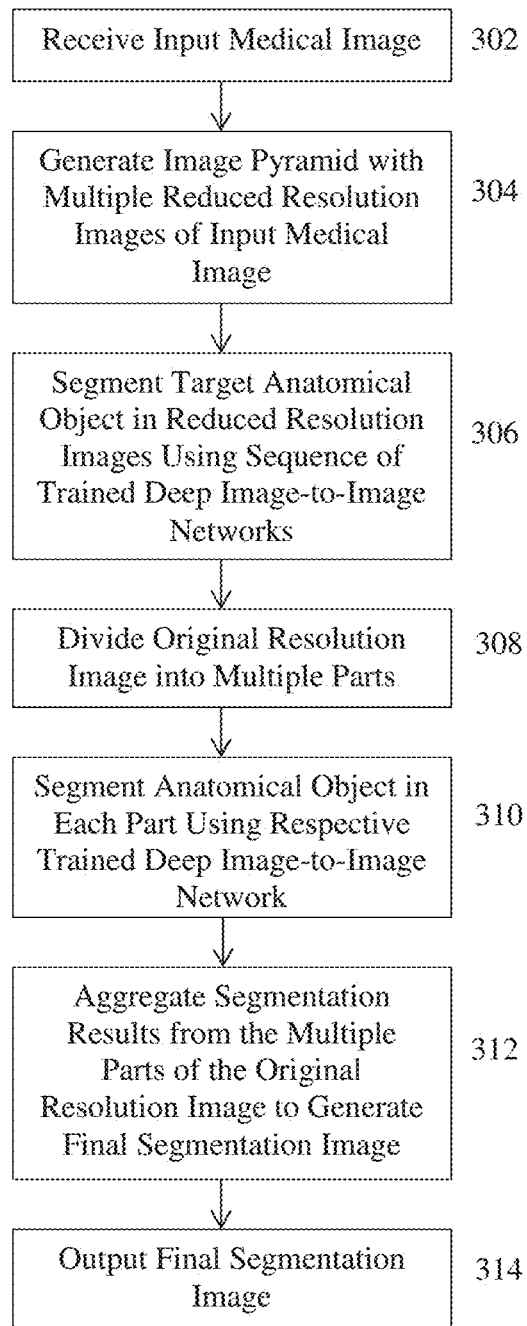 Receive Input Medical Image
302
Generate Image Pyramid with
Multiple Reduced Resolution
Images of Input Medical
Image
304
Segment Target Anatomical
Object in Reduced Resolution
Images Using Sequence of
Trained Deep Image-to-Image
Networks
306
Divide Original Resolution
Image into Multiple Parts
308
Segment Anatomical Object in
Each Part Using Respective
Trained Deep Image-to-Image
Network
310
Aggregate Segmentation
Results from the Multiple
Parts of the Original
Resolution Image to Generate
Final Segmentation Image
312
Output Final Segmentation
Image
314